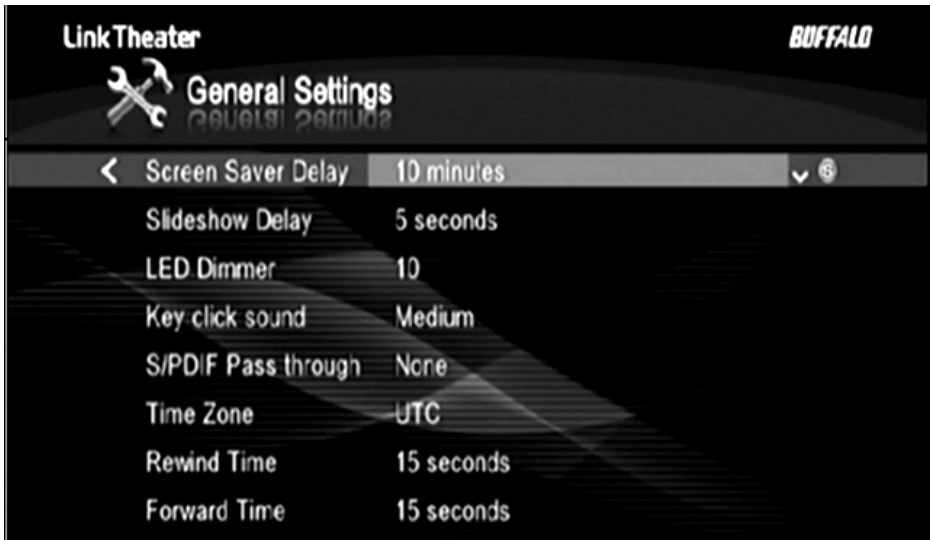 LinkTheater
BUFFALO
General Settings
Screen Saver Delay 10 minutes
Slideshow Delay 5 seconds
LED Dimmer 10
Key click sound Medium
S/PDIF Pass through None
Time Zone UTC
Rewind Time 15 seconds
Forward Time 15 seconds